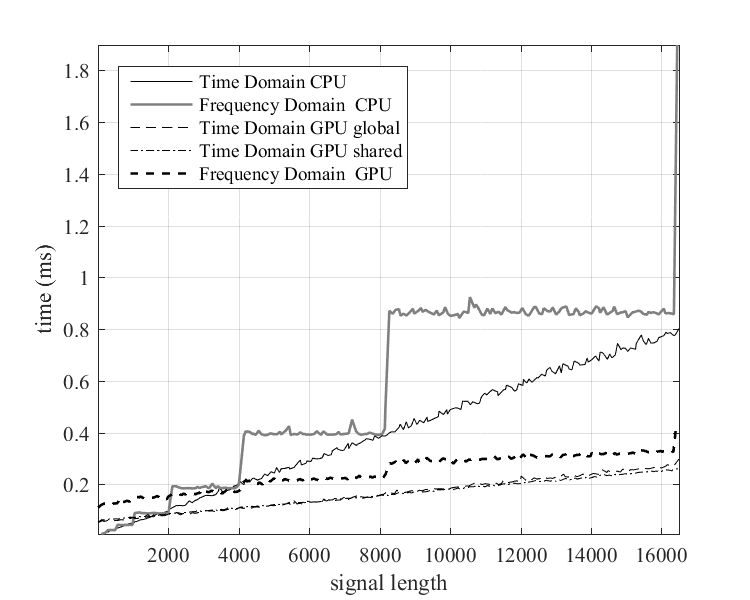 1.8
1.6
1.4
1.2
1
0.8
0.6
0.4
0.2
time (ms)
Time Domain CPU
Frequency Domain CPU
Time Domain GPU global
Time Domain GPU shared
Frequency Domain GPU
2000 4000 6000 8000 10000 12000 14000 16000
signal length